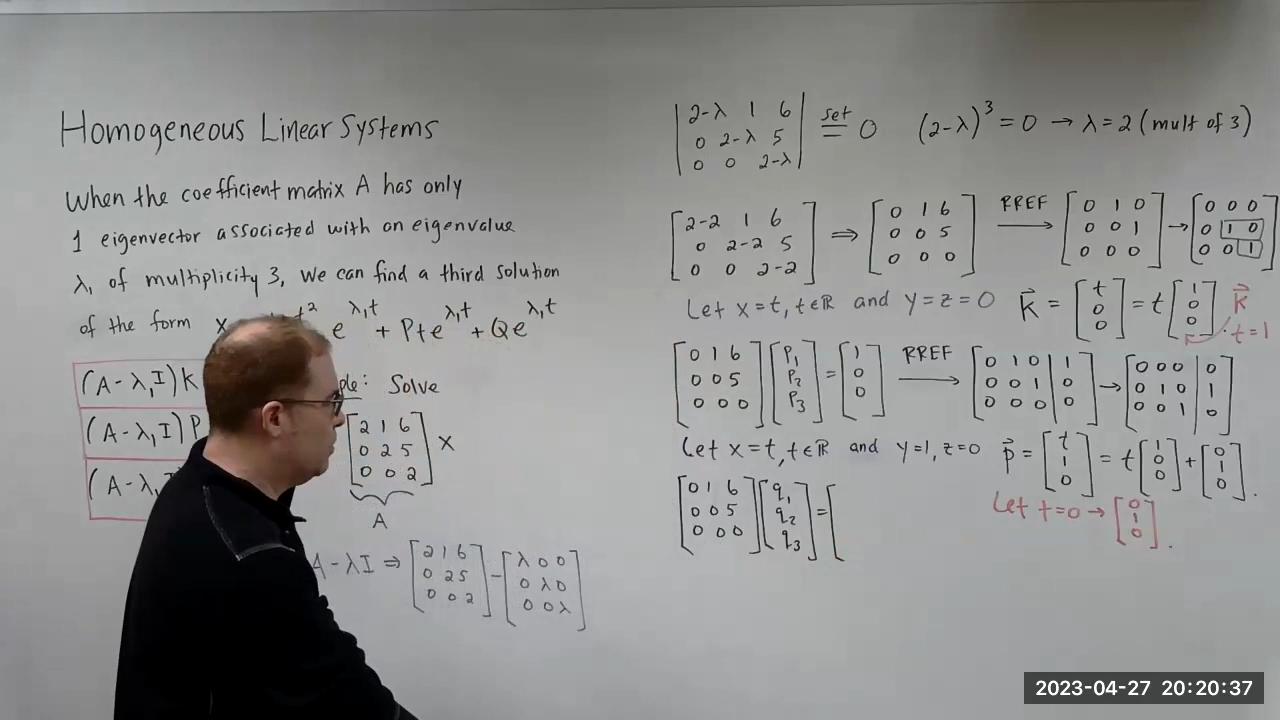 Homogeneous Linear Systems
When the coefficient matrix A has only
1 eigenvector associated with an eigenvalue
λ₁ of multiplicity 3, we can find a third solution
of the form x t² e^λ₁t + Pte^λ₁t + Qe^λ₁t
(A-λ₁I)K
(A-λ₁I)P
(A-λ₁
ple: Solve
[2 1 6
0 2 5
0 0 2] X
A
A-λI ⇒ [2 1 6
0 2 5
0 0 2] - [λ 0 0
0 λ 0
0 0 λ]
|2-λ 1 6
0 2-λ 5
0 0 2-λ| set = 0 (2-λ)³=0 → λ=2 (mult of 3)
[2-2 1 6
0 2-2 5
0 0 2-2] ⇒ [0 1 6
0 0 5
0 0 0] RREF → [0 1 0
0 0 1
0 0 0] → [0 0 0
0 1 0
0 0 1]
Let x=t, t∈ℝ and y=z=0 K = [t
0
0] = t [1
0
0] . K
t=1
[0 1 6
0 0 5
0 0 0] [P₁
P₂
P₃] = [1
0
0] RREF → [0 1 0 | 1
0 0 1 | 0
0 0 0 | 0] → [0 0 0 | 0
0 1 0 | 1
0 0 1 | 0]
Let x=t, t∈ℝ and y=1, z=0 p = [t
1
0] = t [1
0
0] + [0
1
0].
Let t=0 → [0
1
0].
[0 1 6
0 0 5
0 0 0] [q₁
q₂
q₃] = [
2023-04-27 20:20:37